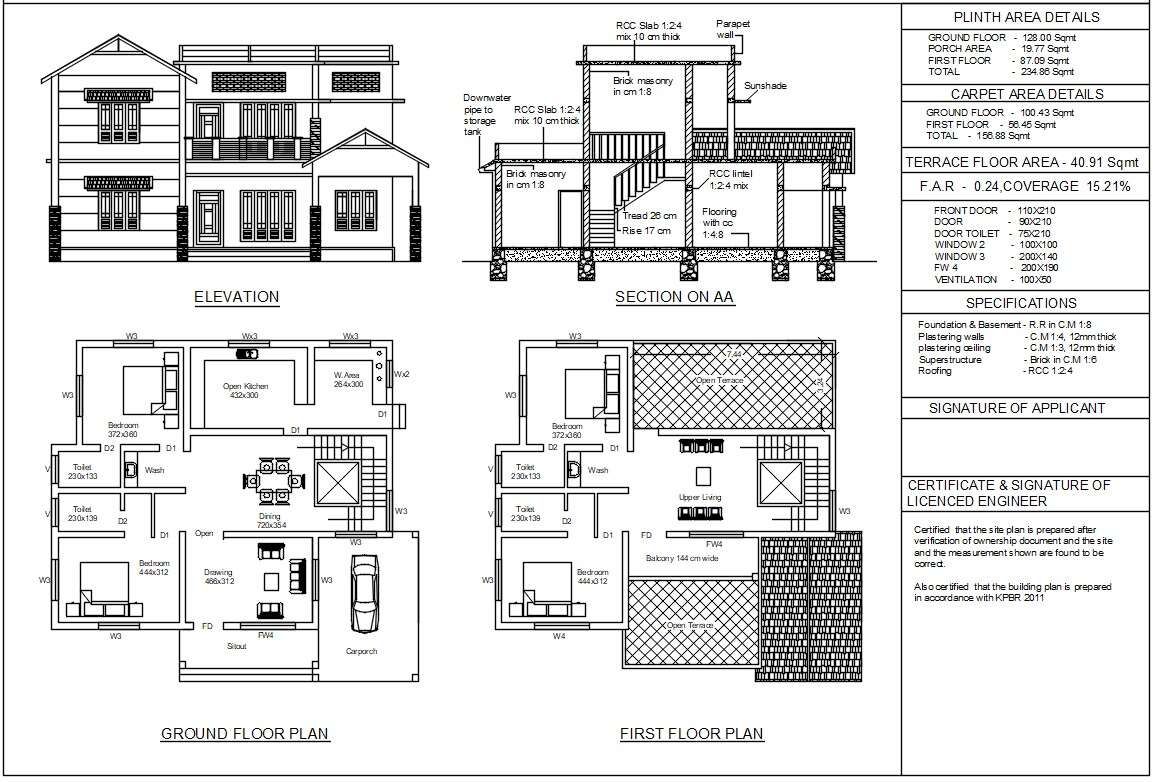 RCC Slab 1:2:4
mix 10 cm thick
Parapet
wall
Brick masonry
in cm 1:8
Sunshade
Downwater
pipe to
storage
tank
RCC Slab 1:2:4
mix 10 cm thick
Brick masonry
in cm 1:8
RCC lintel
1:2:4 mix
Tread 26 cm
Rise 17 cm
Flooring
with cc
1:4:8
ELEVATION
SECTION ON AA
W3
Wx3
Wx3
W3
Open Kitchen
432x300
W. Area
264x300
Wx2
D1
Bedroom
372x360
D2
D1
D1
V
Toilet
230x133
Wash
V
Toilet
230x139
D2
Dining
720x354
W3
D1
Open
W3
W3
Bedroom
444x312
Drawing
466x312
W3
W3
FD
FW4
Sitout
Carporch
GROUND FLOOR PLAN
W3
7.44
Open Terrace
3.24
W3
Bedroom
372x360
D2
D1
V
Toilet
230x133
Wash
Upper Living
V
Toilet
230x139
D2
W3
D1
FD
FW4
Balcony 144 cm wide
W3
Bedroom
444x312
W4
Open Terrace
FIRST FLOOR PLAN
PLINTH AREA DETAILS
GROUND FLOOR - 128.00 Sqmt
PORCH AREA - 19.77 Sqmt
FIRST FLOOR - 87.09 Sqmt
TOTAL - 234.86 Sqmt
CARPET AREA DETAILS
GROUND FLOOR - 100.43 Sqmt
FIRST FLOOR - 56.45 Sqmt
TOTAL - 156.88 Sqmt
TERRACE FLOOR AREA - 40.91 Sqmt
F.A.R - 0.24,COVERAGE 15.21%
FRONT DOOR - 110X210
DOOR - 90X210
DOOR TOILET - 75X210
WINDOW 2 - 100X100
WINDOW 3 - 200X140
FW 4 - 200X190
VENTILATION - 100X50
SPECIFICATIONS
Foundation & Basement - R.R in C.M 1:8
Plastering walls - C.M 1:4, 12mm thick
plastering ceiling - C.M 1:3, 12mm thick
Superstructure - Brick in C.M 1:6
Roofing - RCC 1:2:4
SIGNATURE OF APPLICANT
CERTIFICATE & SIGNATURE OF
LICENCED ENGINEER
Certified that the site plan is prepared after
verification of ownership document and the site
and the measurement shown are found to be
correct.
Also certified that the building plan is prepared
in accordance with KPBR 2011